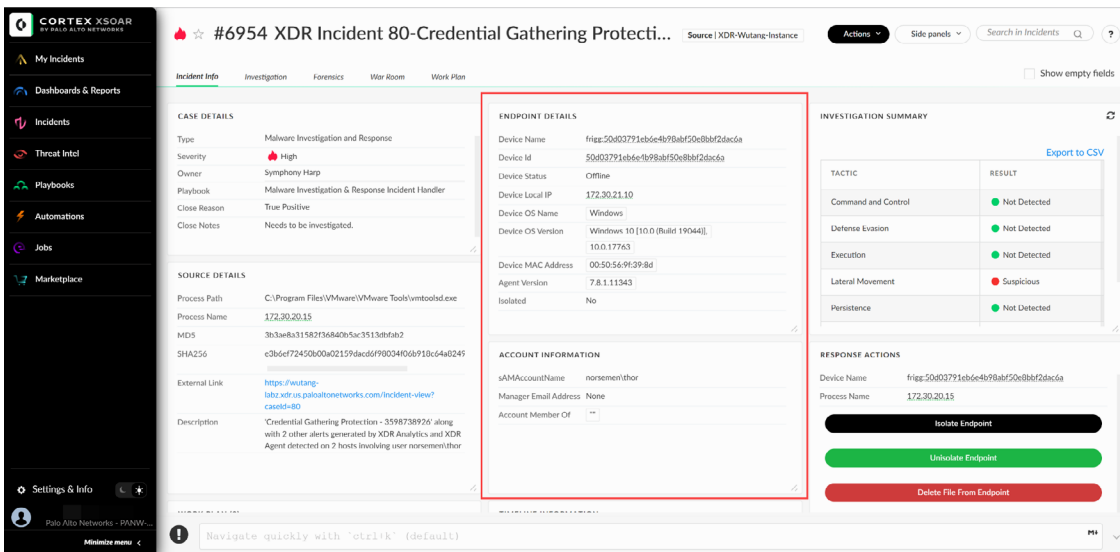 CORTEX XSOAR
BY PALO ALTO NETWORKS
My Incidents
Dashboards & Reports
Incidents
Threat Intel
Playbooks
Automations
Jobs
Marketplace
Settings & Info
Palo Alto Networks - PANW-...
Minimize menu <
#6954 XDR Incident 80-Credential Gathering Protecti...
Source | XDR-Wutang-Instance
Actions
Side panels
Search in Incidents
?
Incident Info Investigation Forensics War Room Work Plan
Show empty fields
CASE DETAILS
Type Malware Investigation and Response
Severity High
Owner Symphony Harp
Playbook Malware Investigation & Response Incident Handler
Close Reason True Positive
Close Notes Needs to be investigated.
SOURCE DETAILS
Process Path C:\Program Files\VMware\VMware Tools\vmtoolsd.exe
Process Name 172.30.20.15
MD5 3b3ae8a31582f36840b5ac3513dbfab2
SHA256 e3b6ef72450b00a02159dacd6f98034f06b918c64a8249
External Link https://wutang-
labz.xdr.us.paloaltonetworks.com/incident-view?
caseId=80
Description 'Credential Gathering Protection - 3598738926' along
with 2 other alerts generated by XDR Analytics and XDR
Agent detected on 2 hosts involving user norsemen\thor
ENDPOINT DETAILS
Device Name frigg:50d03791eb6e4b98abf50e8bbf2dac6a
Device Id 50d03791eb6e4b98abf50e8bbf2dac6a
Device Status Offline
Device Local IP 172.30.21.10
Device OS Name Windows
Device OS Version Windows 10 [10.0 (Build 19044)],
10.0.17763
Device MAC Address 00:50:56:9f:39:8d
Agent Version 7.8.1.11343
Isolated No
ACCOUNT INFORMATION
sAMAccountName norsemen\thor
Manager Email Address None
Account Member Of ""
INVESTIGATION SUMMARY
Export to CSV
TACTIC RESULT
Command and Control Not Detected
Defense Evasion Not Detected
Execution Not Detected
Lateral Movement Suspicious
Persistence Not Detected
RESPONSE ACTIONS
Device Name frigg:50d03791eb6e4b98abf50e8bbf2dac6a
Process Name 172.30.20.15
Isolate Endpoint
Unisolate Endpoint
Delete File From Endpoint
TIMELINE INFORMATION
Navigate quickly with `ctrl+k` (default)